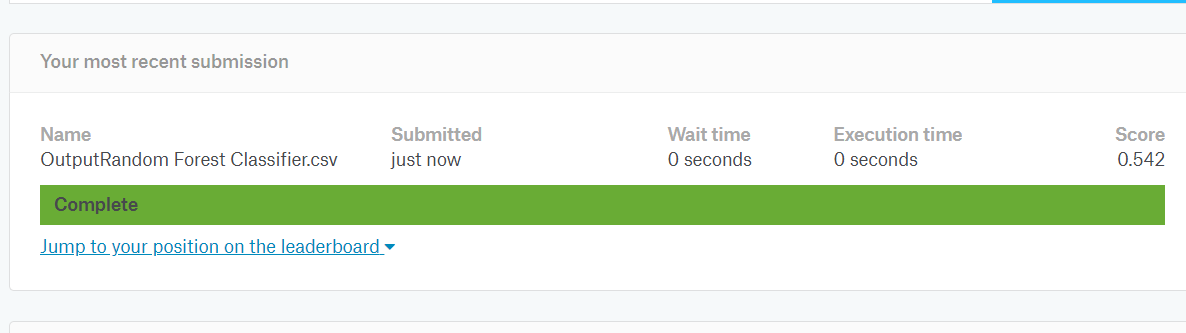 Your most recent submission
Name Submitted Wait time Execution time Score
OutputRandom Forest Classifier.csv just now 0 seconds 0 seconds 0.542
Complete
Jump to your position on the leaderboard